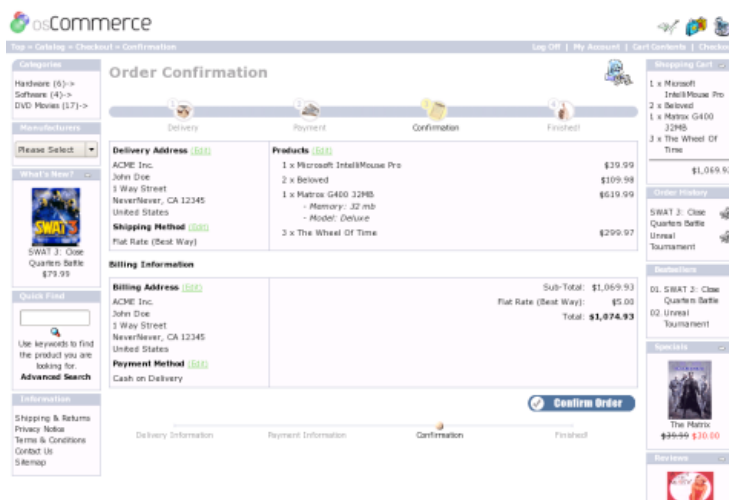 osCommerce
Top » Catalog » Checkout » Confirmation
Log Off | My Account | Cart Contents | Checkout
Categories
Hardware (6)->
Software (4)->
DVD Movies (17)->
Manufacturers
Please Select
What's New?
SWAT 3
SWAT 3: Close
Quarters Battle
$79.99
Quick Find
Use keywords to find
the product you are
looking for.
Advanced Search
Information
Shipping & Returns
Privacy Notice
Terms & Conditions
Contact Us
Sitemap
Order Confirmation
1 2 3 4
Delivery Payment Confirmation Finished!
Delivery Address (Edit)
ACME Inc.
John Doe
1 Way Street
NeverNever, CA 12345
United States
Shipping Method (Edit)
Flat Rate (Best Way)
Products (Edit)
1 x Microsoft IntelliMouse Pro $39.99
2 x Beloved $109.98
1 x Matrox G400 32MB $619.99
- Memory: 32 mb
- Model: Deluxe
3 x The Wheel Of Time $299.97
Billing Information
Billing Address (Edit)
ACME Inc.
John Doe
1 Way Street
NeverNever, CA 12345
United States
Payment Method (Edit)
Cash on Delivery
Sub-Total: $1,069.93
Flat Rate (Best Way): $5.00
Total: $1,074.93
Confirm Order
Delivery Information Payment Information Confirmation Finished!
Shopping Cart
1 x Microsoft
IntelliMouse Pro
2 x Beloved
1 x Matrox G400
32MB
3 x The Wheel Of
Time
$1,069.93
Order History
SWAT 3: Close
Quarters Battle
Unreal
Tournament
Bestsellers
01. SWAT 3: Close
Quarters Battle
02. Unreal
Tournament
Specials
The Matrix
$39.99 $30.00
Reviews